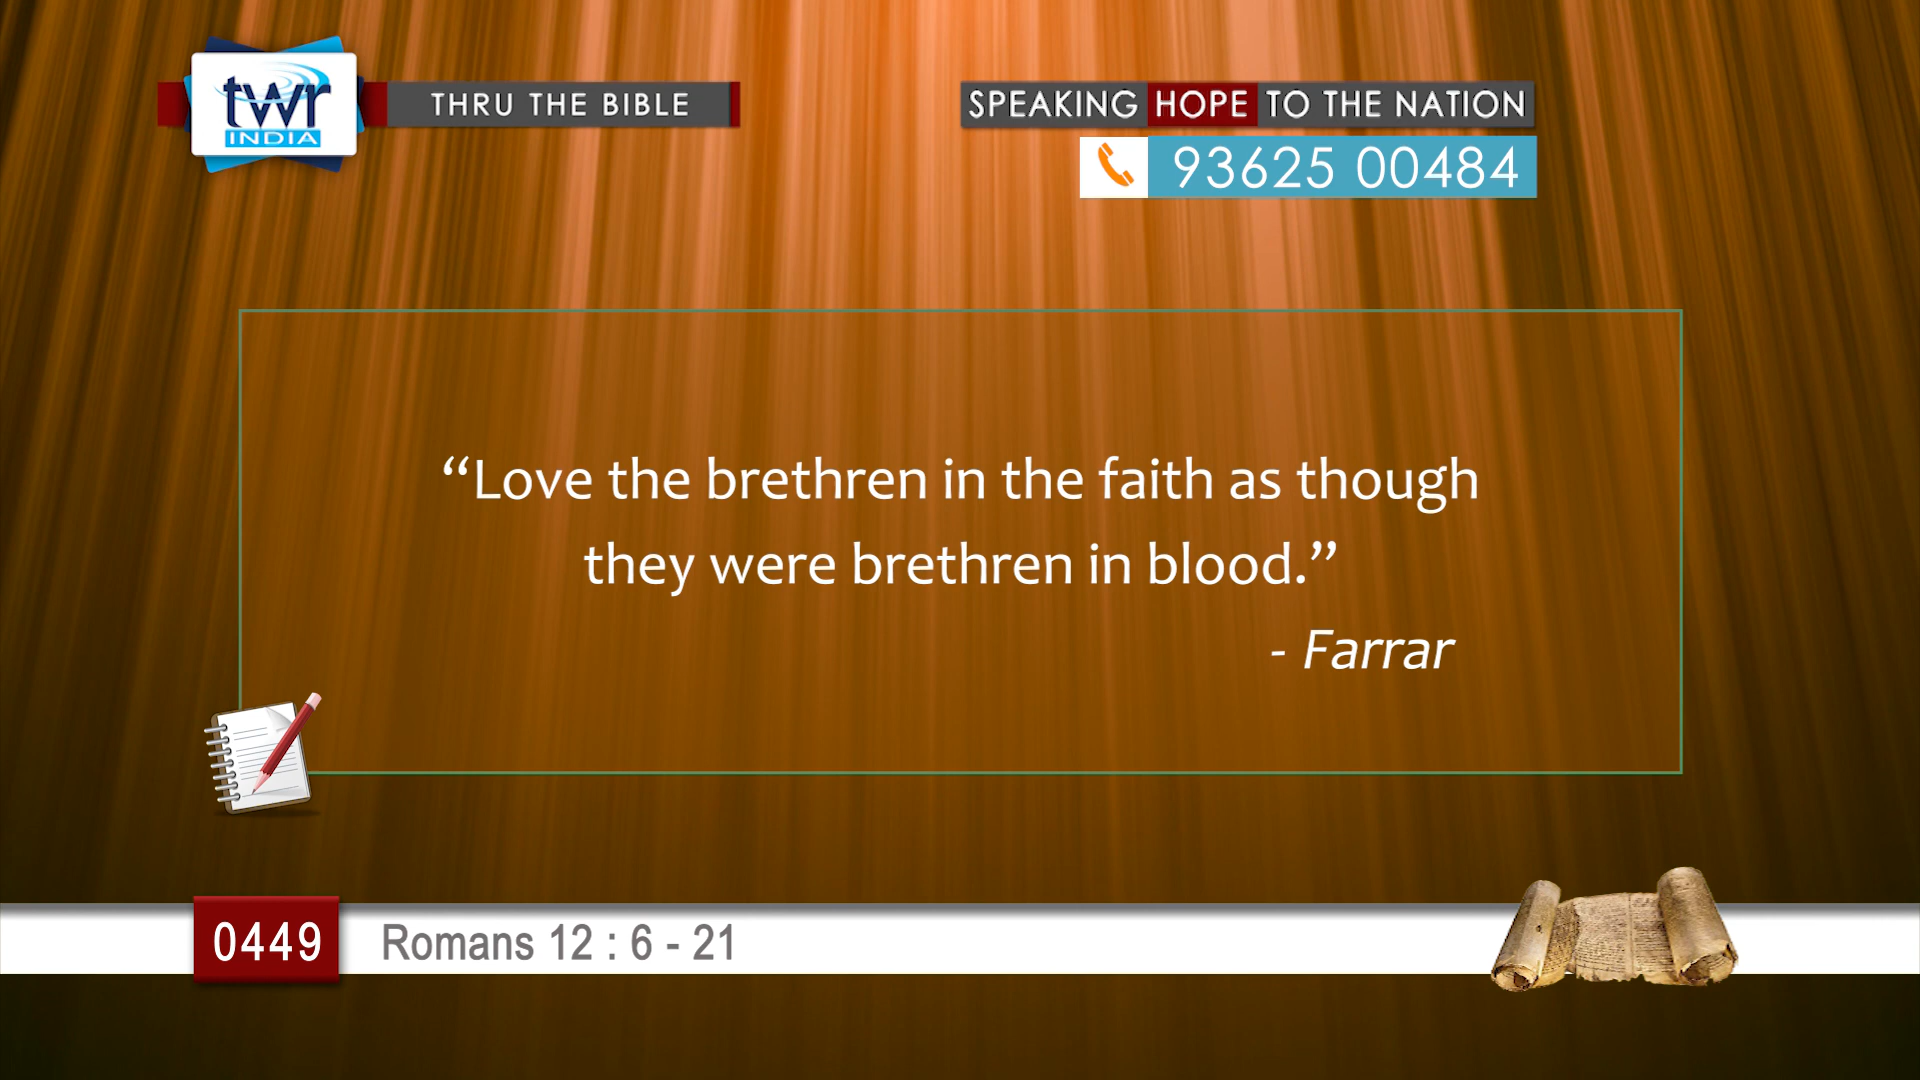 twr
INDIA
THRU THE BIBLE
SPEAKING HOPE TO THE NATION
93625 00484
“Love the brethren in the faith as though
they were brethren in blood.”
- Farrar
0449
Romans 12 : 6 - 21